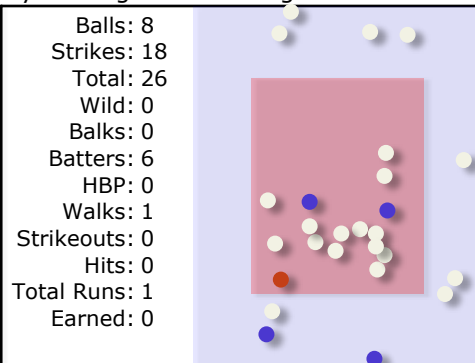 Balls: 8
Strikes: 18
Total: 26
Wild: 0
Balks: 0
Batters: 6
HBP: 0
Walks: 1
Strikeouts: 0
Hits: 0
Total Runs: 1
Earned: 0